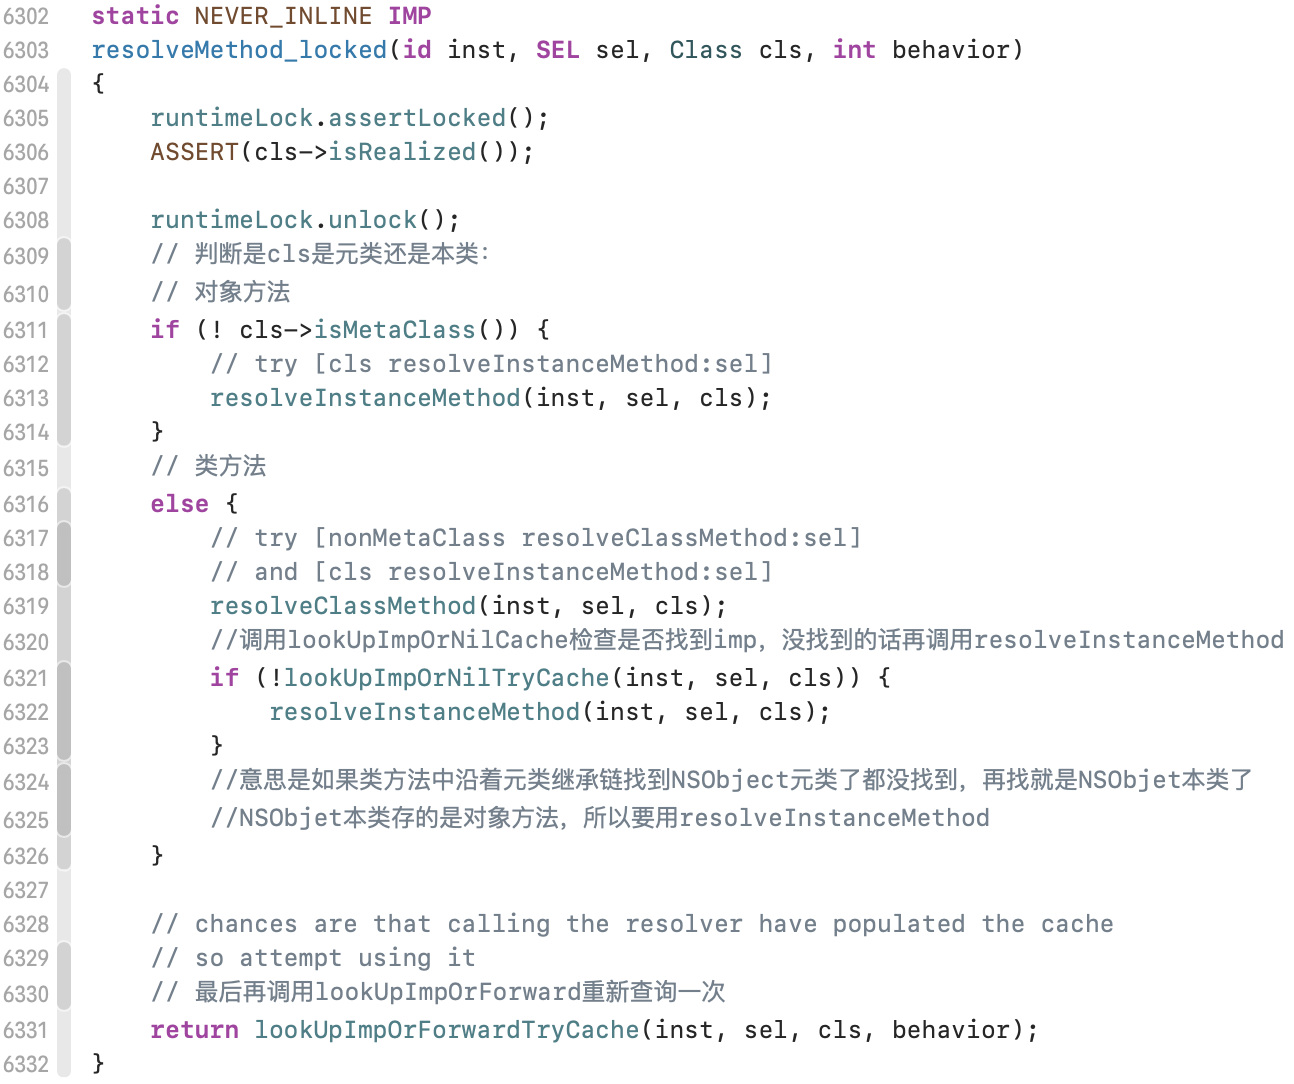 6302 static NEVER_INLINE IMP
6303 resolveMethod_locked(id inst, SEL sel, Class cls, int behavior)
6304 {
6305     runtimeLock.assertLocked();
6306     ASSERT(cls->isRealized());
6307
6308     runtimeLock.unlock();
6309     // 判断是cls是元类还是本类：
6310     // 对象方法
6311     if (! cls->isMetaClass()) {
6312         // try [cls resolveInstanceMethod:sel]
6313         resolveInstanceMethod(inst, sel, cls);
6314     }
6315     // 类方法
6316     else {
6317         // try [nonMetaClass resolveClassMethod:sel]
6318         // and [cls resolveInstanceMethod:sel]
6319         resolveClassMethod(inst, sel, cls);
6320         //调用lookUpImpOrNilCache检查是否找到imp，没找到的话再调用resolveInstanceMethod
6321         if (!lookUpImpOrNilTryCache(inst, sel, cls)) {
6322             resolveInstanceMethod(inst, sel, cls);
6323         }
6324         //意思是如果类方法中沿着元类继承链找到NSObject元类了都没找到，再找就是NSObjet本类了
6325         //NSObjet本类存的是对象方法，所以要用resolveInstanceMethod
6326     }
6327
6328     // chances are that calling the resolver have populated the cache
6329     // so attempt using it
6330     // 最后再调用lookUpImpOrForward重新查询一次
6331     return lookUpImpOrForwardTryCache(inst, sel, cls, behavior);
6332 }